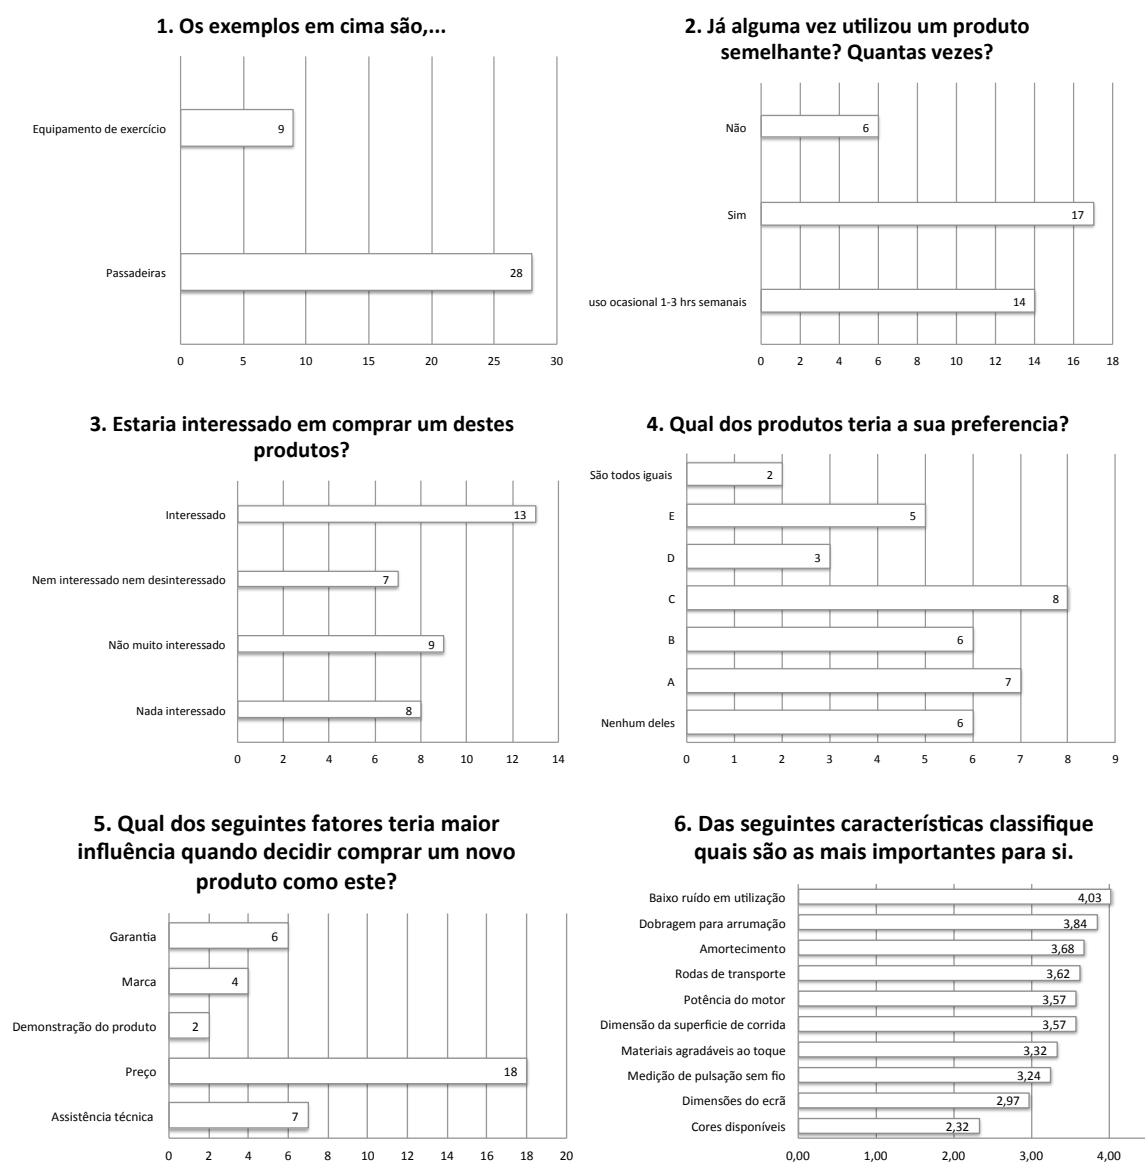 1. Os exemplos em cima são,...
Equipamento de exercício
9
Passadeiras
28
0 5 10 15 20 25 30
2. Já alguma vez utilizou um produto
semelhante? Quantas vezes?
Não
6
Sim
17
uso ocasional 1-3 hrs semanais
14
0 2 4 6 8 10 12 14 16 18
3. Estaria interessado em comprar um destes
produtos?
Interessado
13
Nem interessado nem desinteressado
7
Não muito interessado
9
Nada interessado
8
0 2 4 6 8 10 12 14
4. Qual dos produtos teria a sua preferencia?
São todos iguais
2
E
5
D
3
C
8
B
6
A
7
Nenhum deles
6
0 1 2 3 4 5 6 7 8 9
5. Qual dos seguintes fatores teria maior
influência quando decidir comprar um novo
produto como este?
Garantia
6
Marca
4
Demonstração do produto
2
Preço
18
Assistência técnica
7
0 2 4 6 8 10 12 14 16 18 20
6. Das seguintes característícas classifique
quais são as mais importantes para si.
Baixo ruído em utilização
4,03
Dobragem para arrumação
3,84
Amortecimento
3,68
Rodas de transporte
3,62
Potência do motor
3,57
Dimensão da superficie de corrida
3,57
Materiais agradáveis ao toque
3,32
Medição de pulsação sem fio
3,24
Dimensões do ecrã
2,97
Cores disponíveis
2,32
0,00 1,00 2,00 3,00 4,00